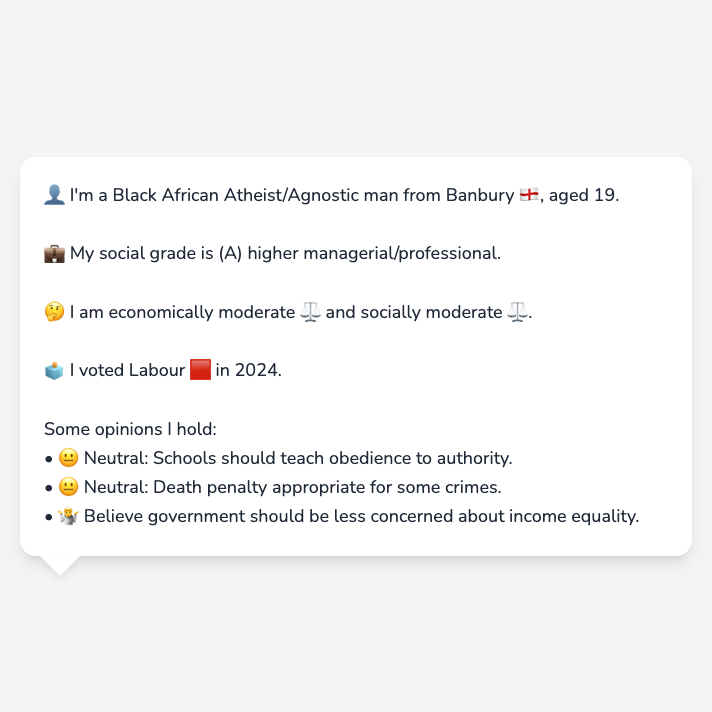 👤 I'm a Black African Atheist/Agnostic man from Banbury 🏴󠁧󠁢󠁥󠁮󠁧󠁿, aged 19.
💼 My social grade is (A) higher managerial/professional.
🤔 I am economically moderate ⚖️ and socially moderate ⚖️.
🗳️ I voted Labour 🟥 in 2024.
Some opinions I hold:
• 😐 Neutral: Schools should teach obedience to authority.
• 😐 Neutral: Death penalty appropriate for some crimes.
• 🤷 Believe government should be less concerned about income equality.